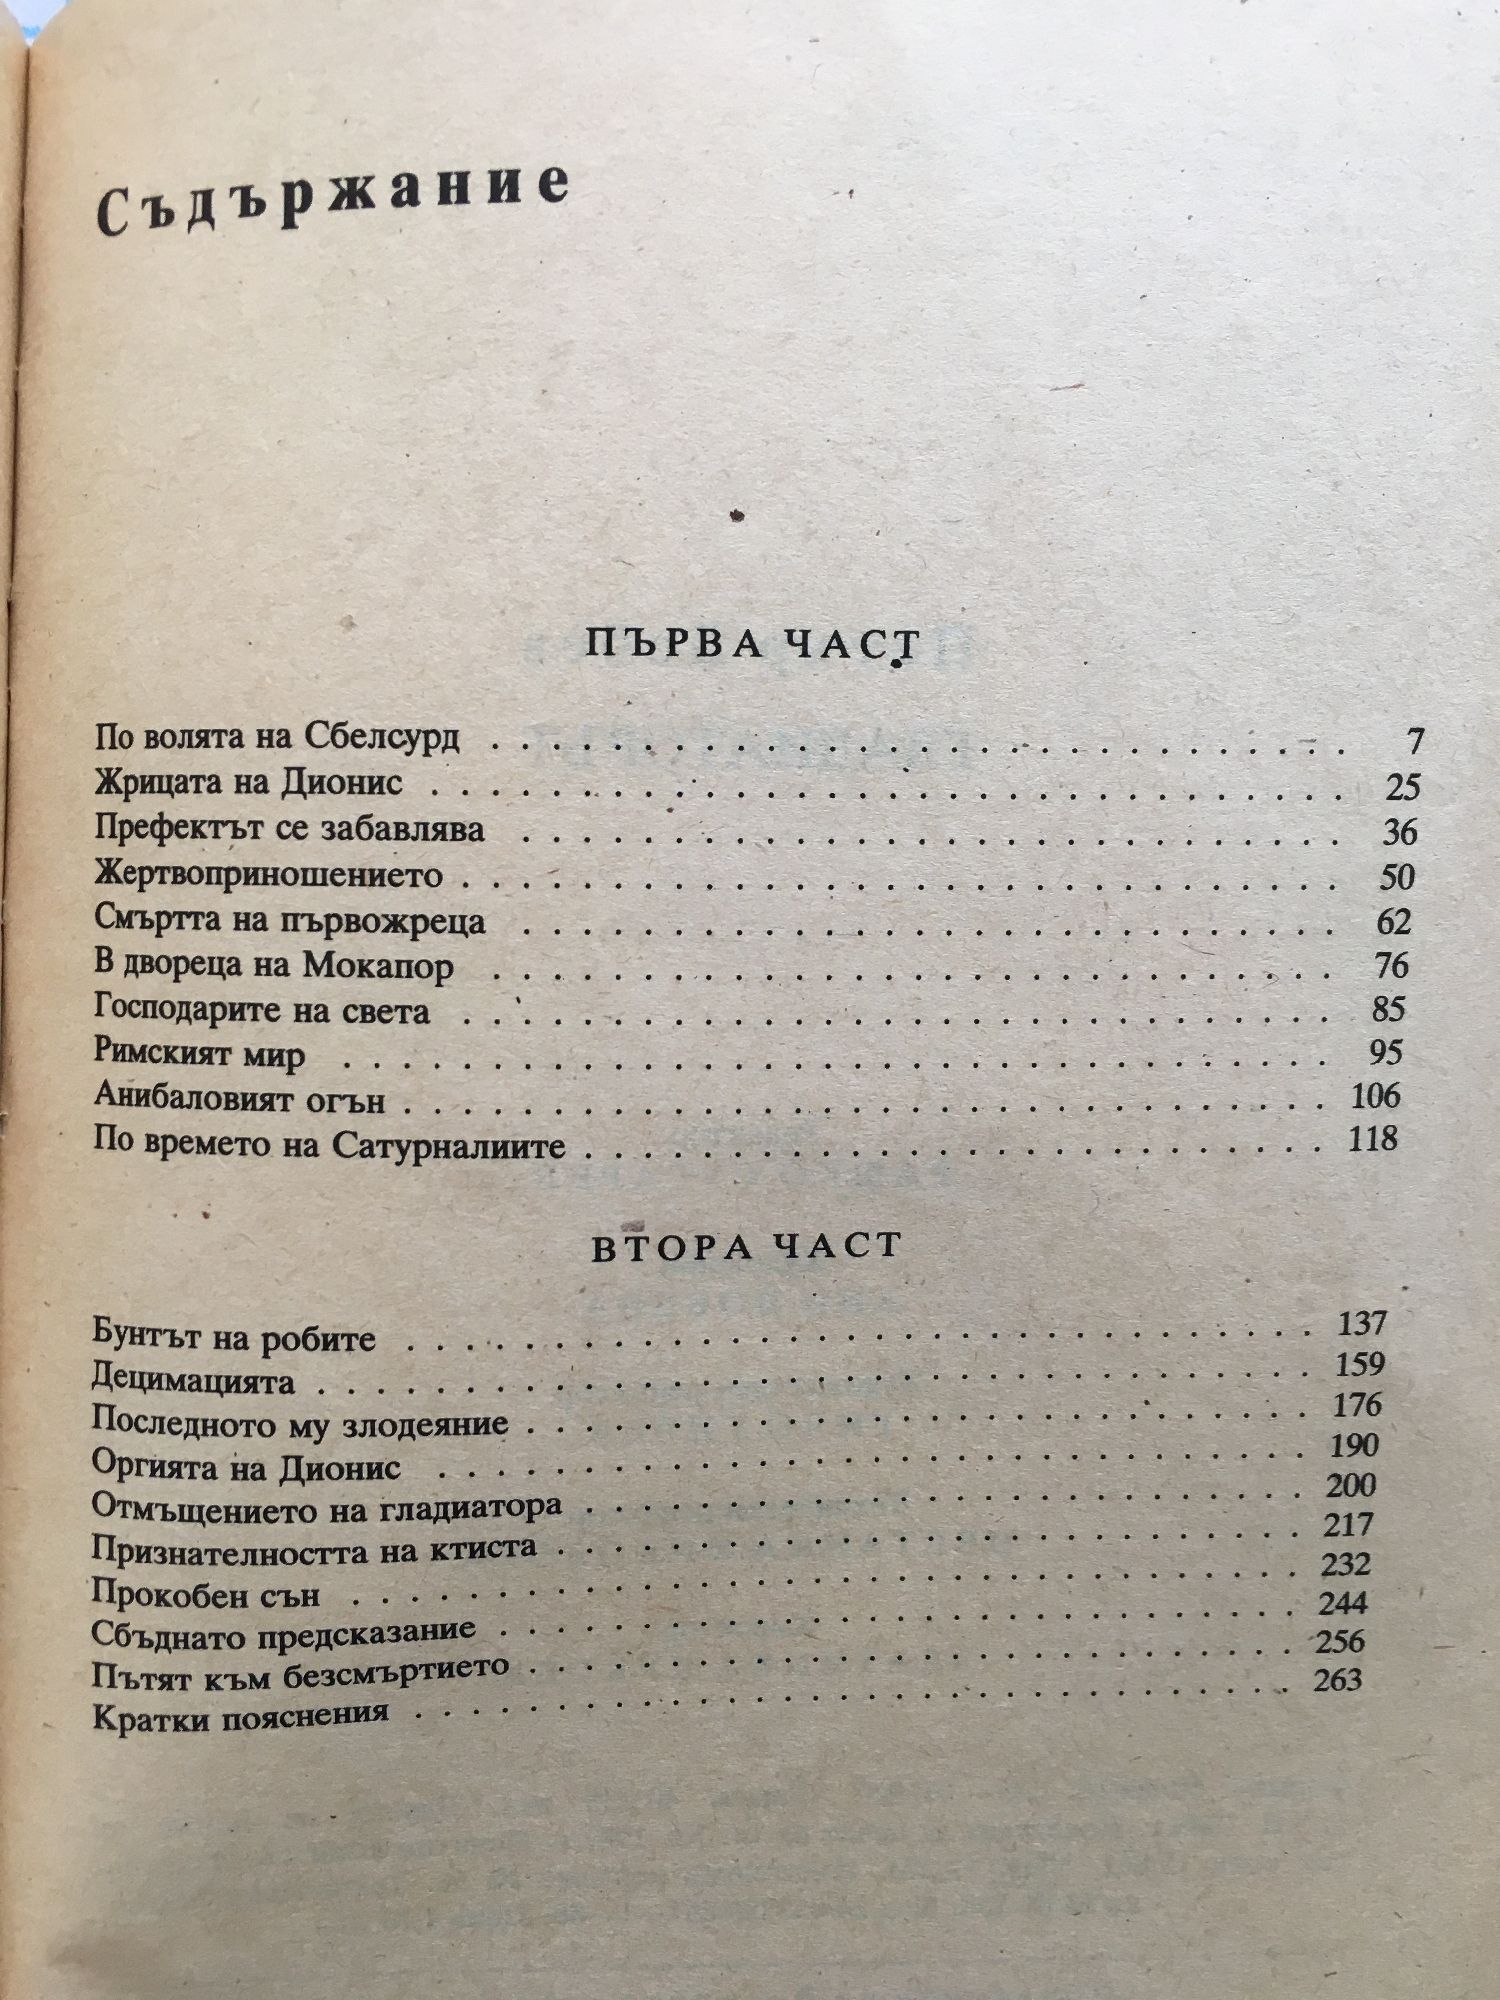 Съдържание
ПЪРВА ЧАСТ
По волята на Сбелсурд . . . . . . . . . . . . . . . . . . . . . . . . . . . . . 7
Жрицата на Дионис . . . . . . . . . . . . . . . . . . . . . . . . . . . . . . . 25
Префектът се забавлява . . . . . . . . . . . . . . . . . . . . . . . . . . . . 36
Жертвоприношението . . . . . . . . . . . . . . . . . . . . . . . . . . . . . . 50
Смъртта на първожреца . . . . . . . . . . . . . . . . . . . . . . . . . . . . 62
В двореца на Мокапор . . . . . . . . . . . . . . . . . . . . . . . . . . . . . 76
Господарите на света . . . . . . . . . . . . . . . . . . . . . . . . . . . . . . 85
Римският мир . . . . . . . . . . . . . . . . . . . . . . . . . . . . . . . . . . 95
Анибаловият огън . . . . . . . . . . . . . . . . . . . . . . . . . . . . . . . . 106
По времето на Сатурналиите . . . . . . . . . . . . . . . . . . . . . . . . . 118
ВТОРА ЧАСТ
Бунтът на робите . . . . . . . . . . . . . . . . . . . . . . . . . . . . . . . 137
Децимацията . . . . . . . . . . . . . . . . . . . . . . . . . . . . . . . . . . 159
Последното му злодеяние . . . . . . . . . . . . . . . . . . . . . . . . . . . 176
Оргията на Дионис . . . . . . . . . . . . . . . . . . . . . . . . . . . . . . 190
Отмъщението на гладиатора . . . . . . . . . . . . . . . . . . . . . . . . . 200
Признателността на ктиста . . . . . . . . . . . . . . . . . . . . . . . . . . 217
Прокобен сън . . . . . . . . . . . . . . . . . . . . . . . . . . . . . . . . . 232
Сбъднато предсказание . . . . . . . . . . . . . . . . . . . . . . . . . . . . 244
Пътят към безсмъртието . . . . . . . . . . . . . . . . . . . . . . . . . . . 256
Кратки пояснения . . . . . . . . . . . . . . . . . . . . . . . . . . . . . . . 263